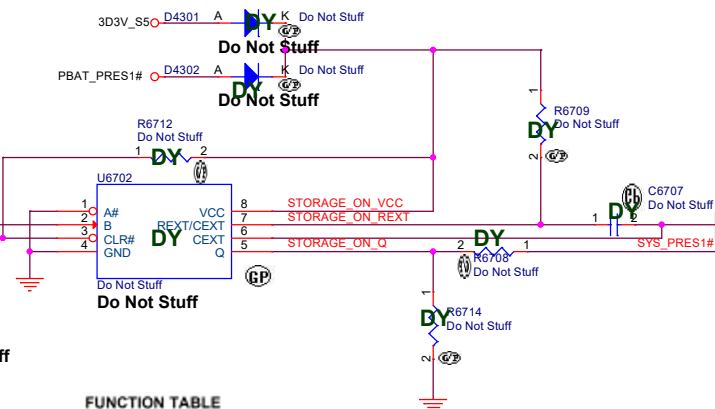 3D3V_S5 D4301 A K Do Not Stuff
DY G/P
Do Not Stuff
PBAT_PRES1# D4302 A K Do Not Stuff
DY G/P
Do Not Stuff
R6712
Do Not Stuff
1 DY 2
U6702
1 A# VCC 8 STORAGE_ON_VCC
2 B REXT/CEXT 7 STORAGE_ON_REXT
3 CLR# DY CEXT 6
4 GND Q 5 STORAGE_ON_Q
GP
Do Not Stuff
Do Not Stuff
1
R6709
Do Not Stuff
DY
2 G/P
C6707
Do Not Stuff
1 DY 2
SYS_PRES1#
2 DY 1
R6708
Do Not Stuff
1
R6714
Do Not Stuff
DY
2 G/P
ff
FUNCTION TABLE